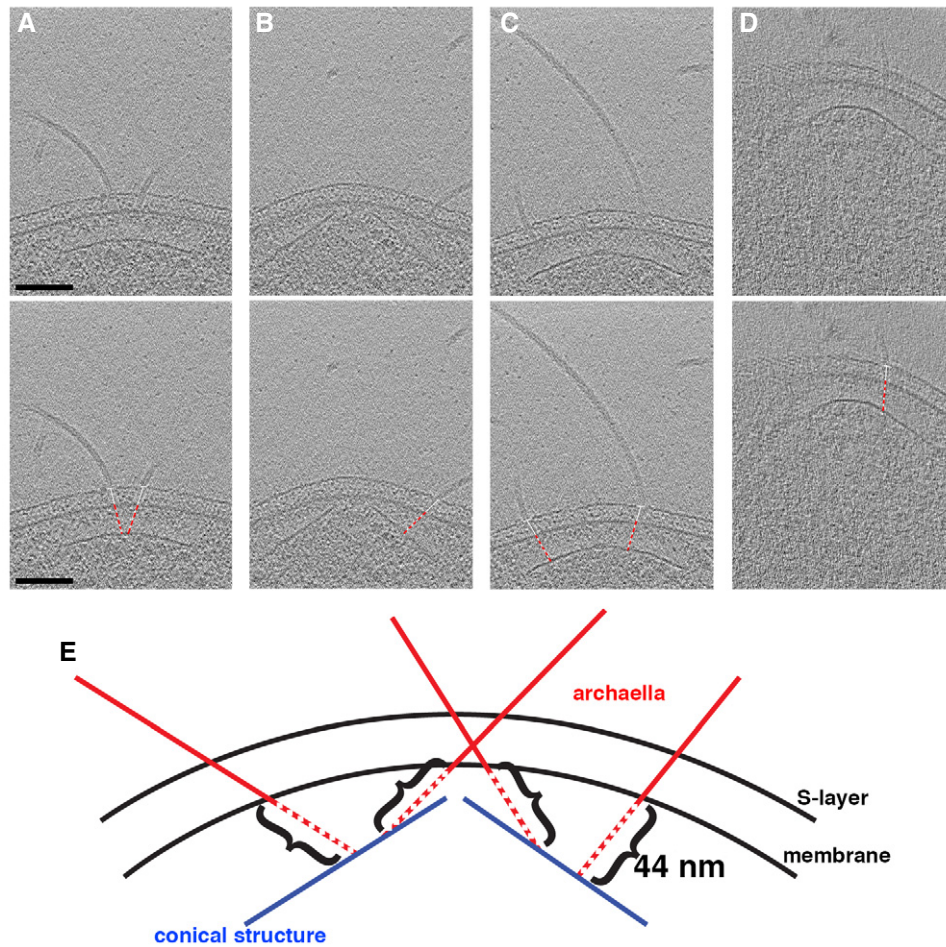 A
B
C
D
E
archaella
S-layer
membrane
44 nm
conical structure